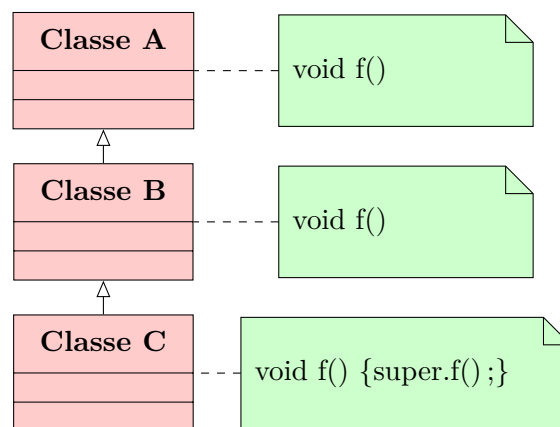 Classe A
void f()
Classe B
void f()
Classe C
void f() {super.f() ;}